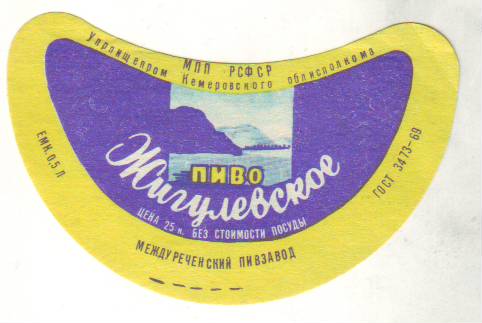 МПП РСФСР
Упрпищепром Кемеровского облисполкома
ЕМК. 0,5 Л
ПИВО
Жигулевское
ГОСТ 3473-69
ЦЕНА 25 к. БЕЗ СТОИМОСТИ ПОСУДЫ
МЕЖДУРЕЧЕНСКИЙ ПИВЗАВОД